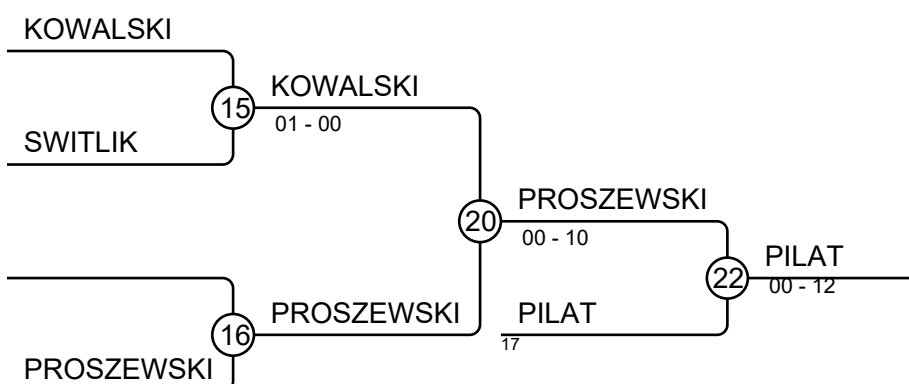 KOWALSKI
KOWALSKI
15
01 - 00
SWITLIK
PROSZEWSKI
20
00 - 10
PILAT
22
00 - 12
PROSZEWSKI
PILAT
16
17
PROSZEWSKI